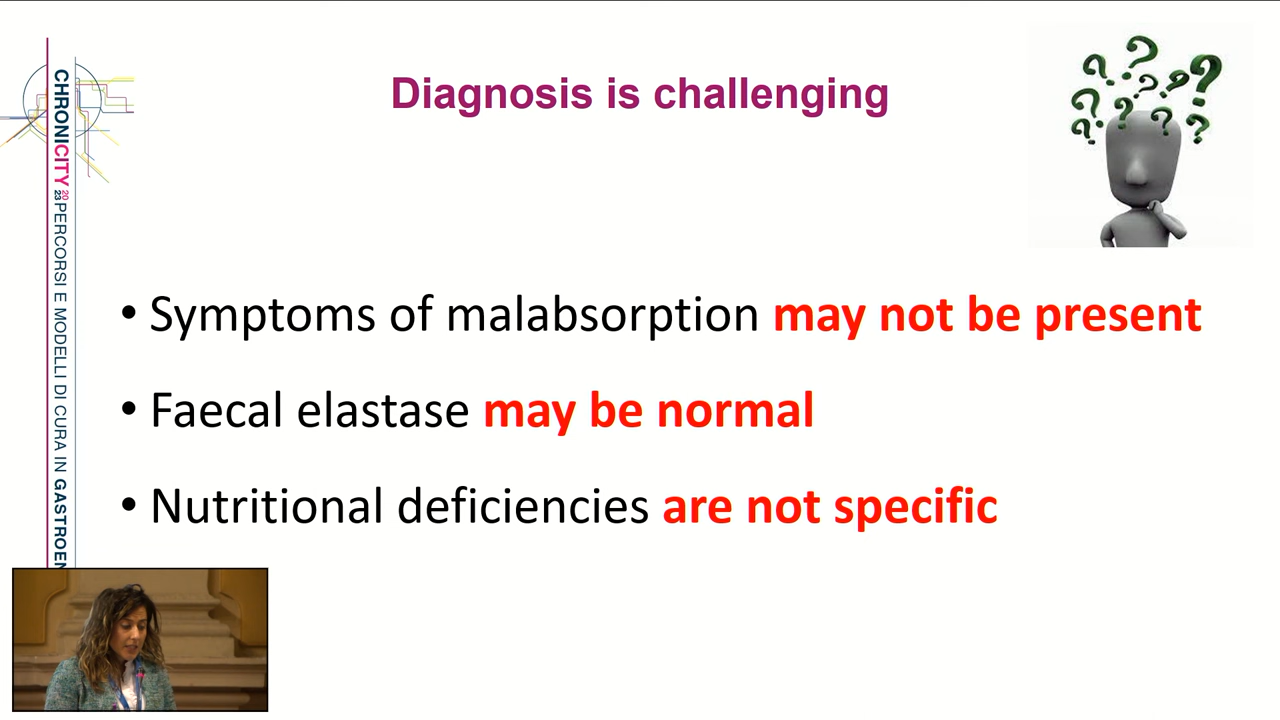 Diagnosis is challenging
CHRONICITY 2023 PERCORSI E MODELLI DI CURA IN GASTROEN
• Symptoms of malabsorption may not be present
• Faecal elastase may be normal
• Nutritional deficiencies are not specific